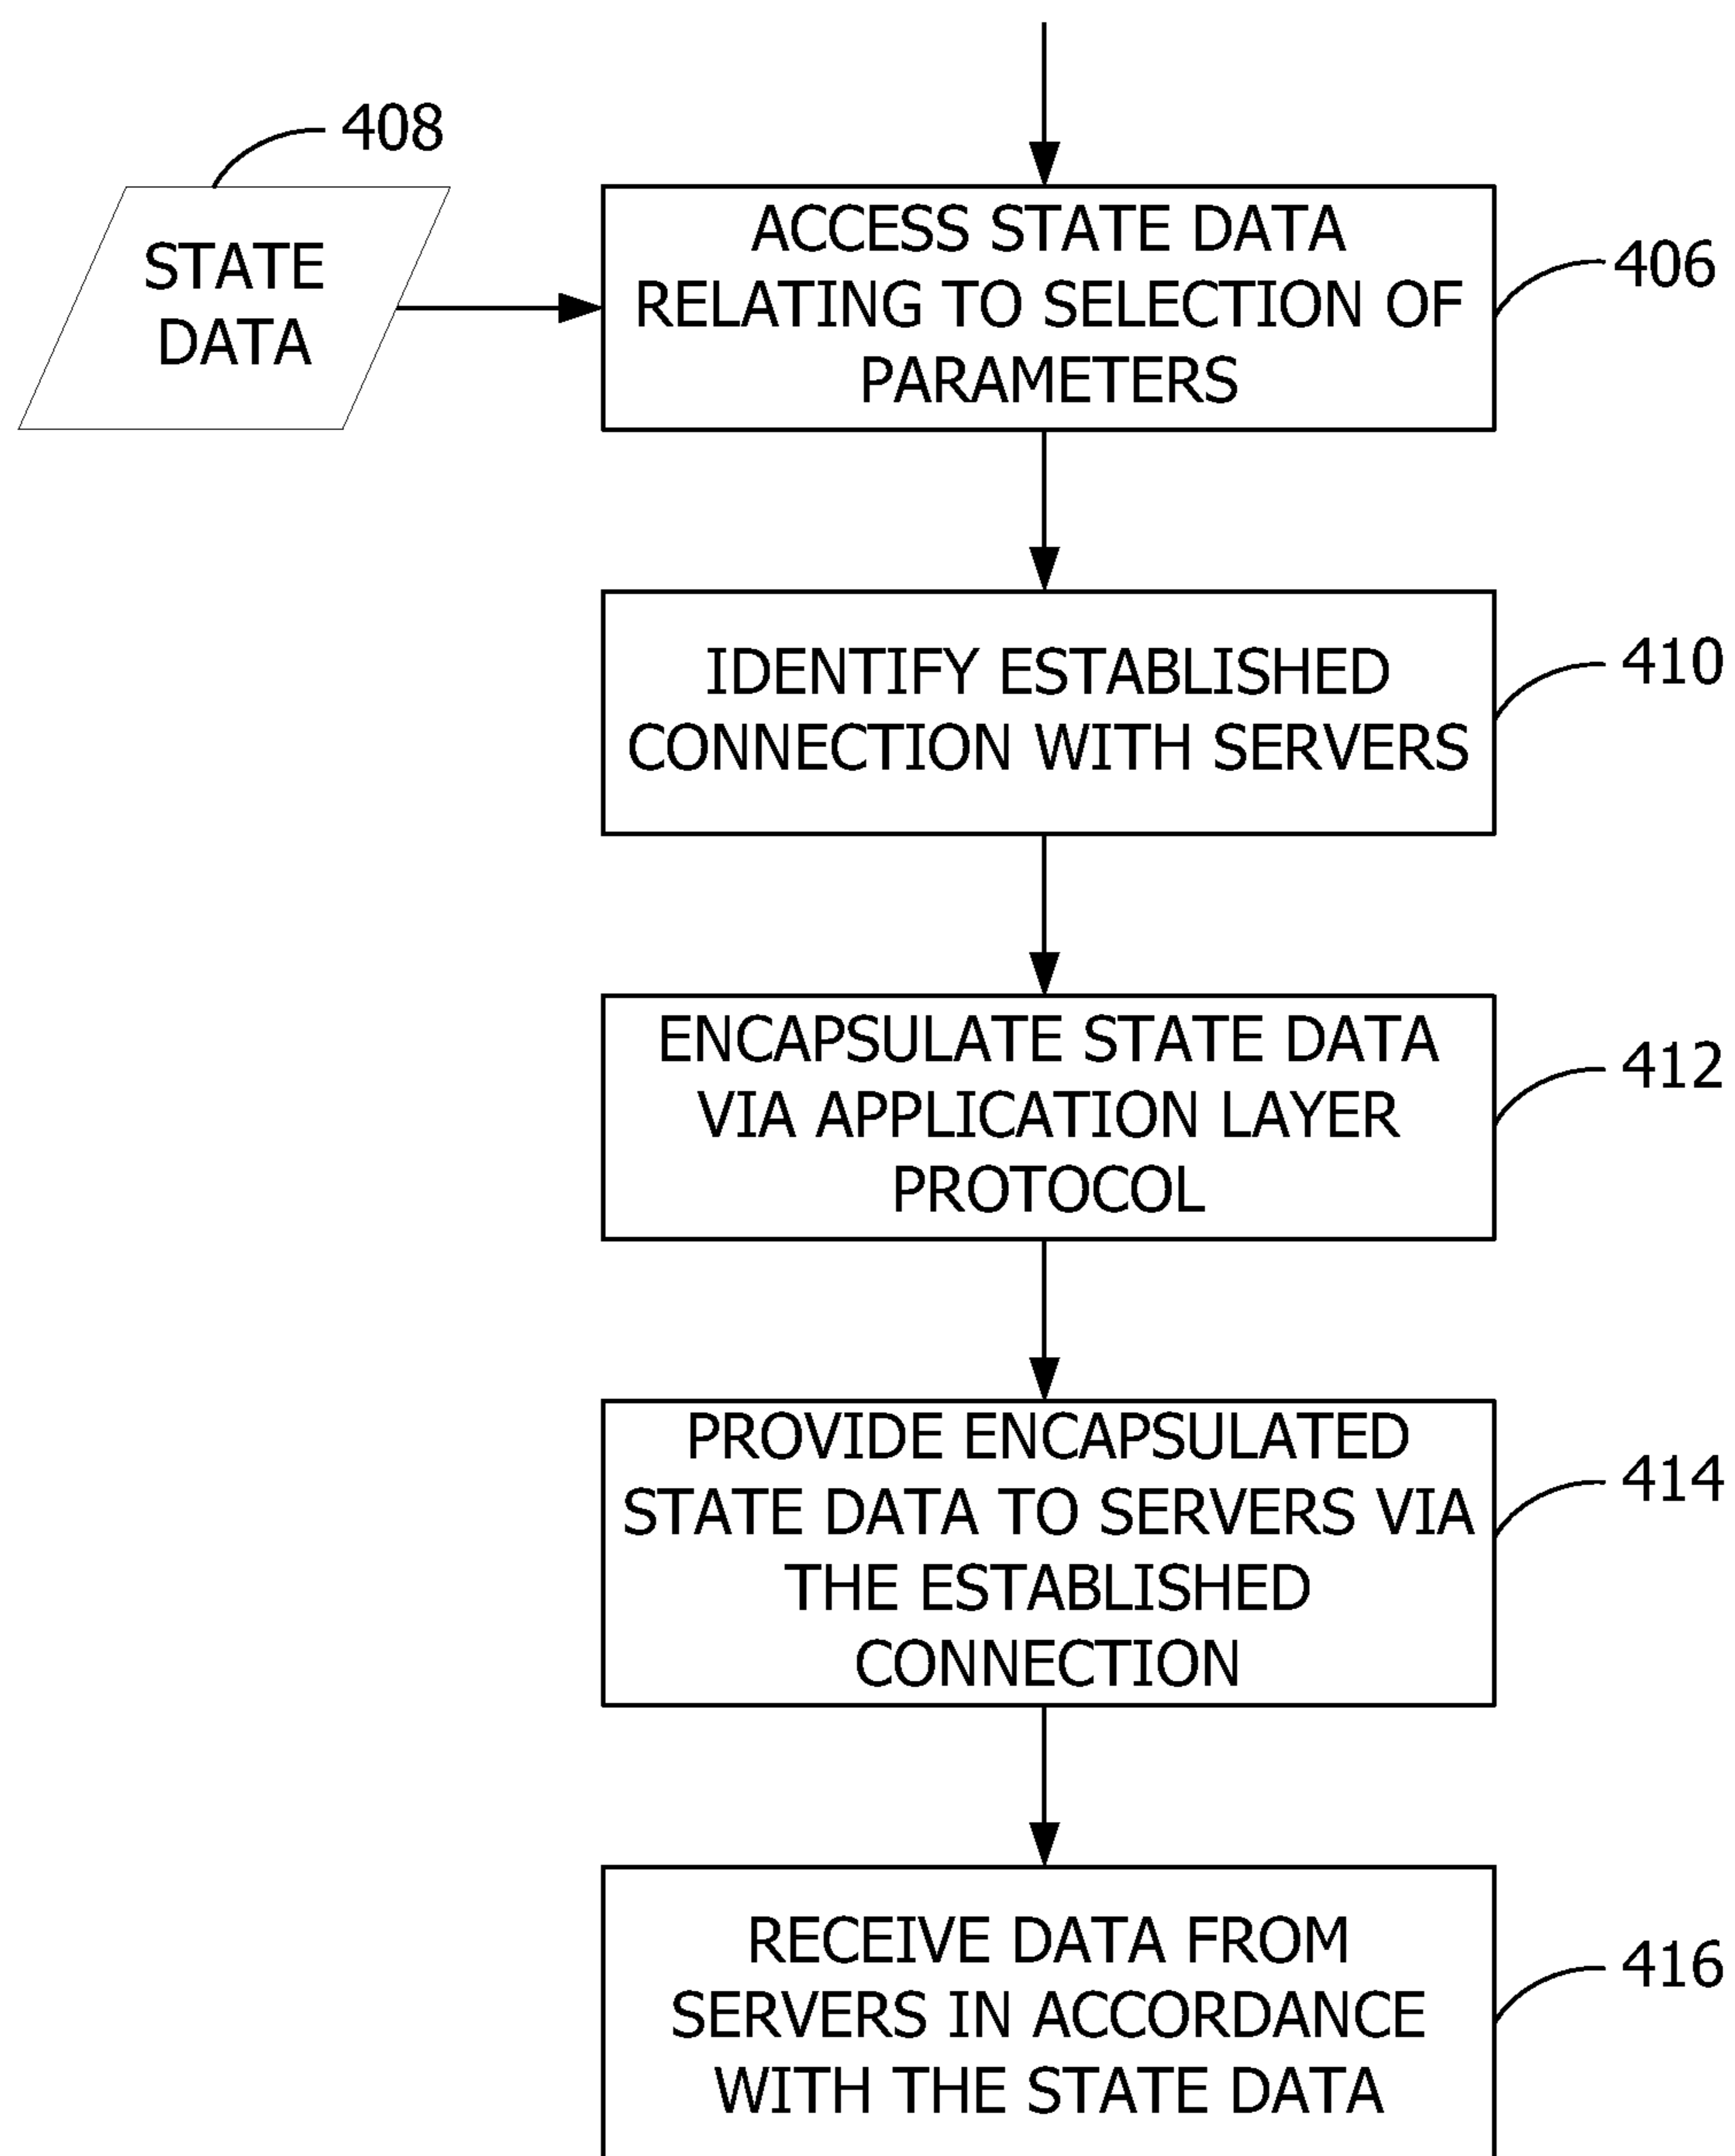 408
STATE
DATA
ACCESS STATE DATA
RELATING TO SELECTION OF
PARAMETERS
406
IDENTIFY ESTABLISHED
CONNECTION WITH SERVERS
410
ENCAPSULATE STATE DATA
VIA APPLICATION LAYER
PROTOCOL
412
PROVIDE ENCAPSULATED
STATE DATA TO SERVERS VIA
THE ESTABLISHED
CONNECTION
414
RECEIVE DATA FROM
SERVERS IN ACCORDANCE
WITH THE STATE DATA
416